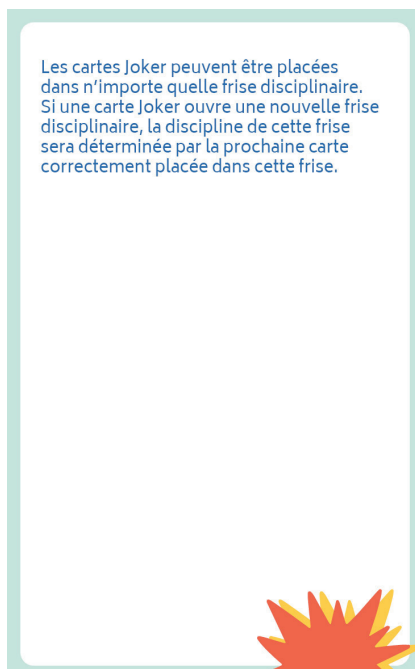 Les cartes Joker peuvent être placées
dans n’importe quelle frise disciplinaire.
Si une carte Joker ouvre une nouvelle frise
disciplinaire, la discipline de cette frise
sera déterminée par la prochaine carte
correctement placée dans cette frise.